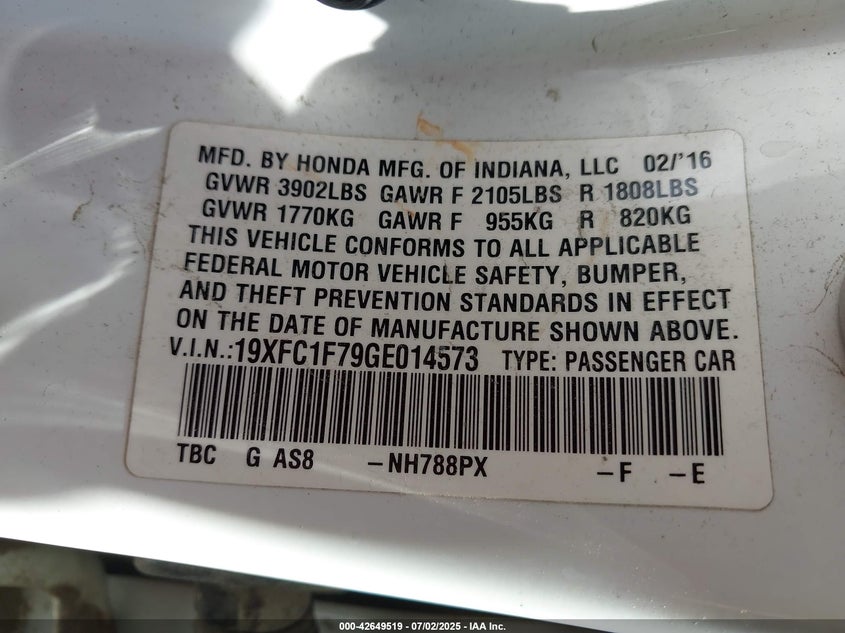 MFD. BY HONDA MFG. OF INDIANA, LLC 02/'16
GVWR 3902LBS GAWR F 2105LBS R 1808LBS
GVWR 1770KG GAWR F 955KG R 820KG
THIS VEHICLE CONFORMS TO ALL APPLICABLE
FEDERAL MOTOR VEHICLE SAFETY, BUMPER,
AND THEFT PREVENTION STANDARDS IN EFFECT
ON THE DATE OF MANUFACTURE SHOWN ABOVE.
V.I.N.:19XFC1F79GE014573 TYPE: PASSENGER CAR
TBC G AS8 –NH788PX –F –E
000-42649519 - 07/02/2025 - IAA Inc.